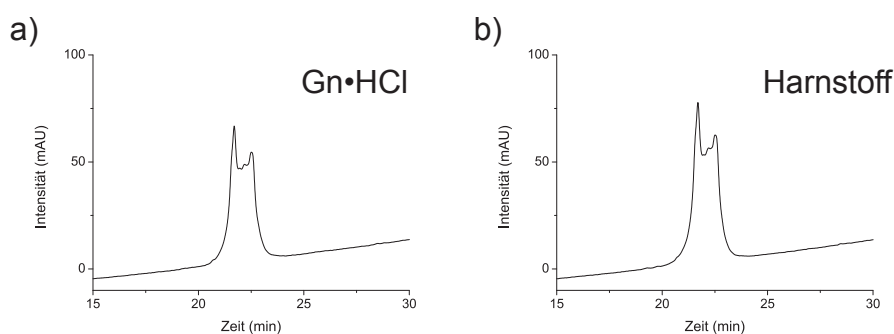 a)
Gn•HCl
100
50
0
Intensität (mAU)
15 20 25 30
Zeit (min)
b)
Harnstoff
100
50
0
Intensität (mAU)
15 20 25 30
Zeit (min)